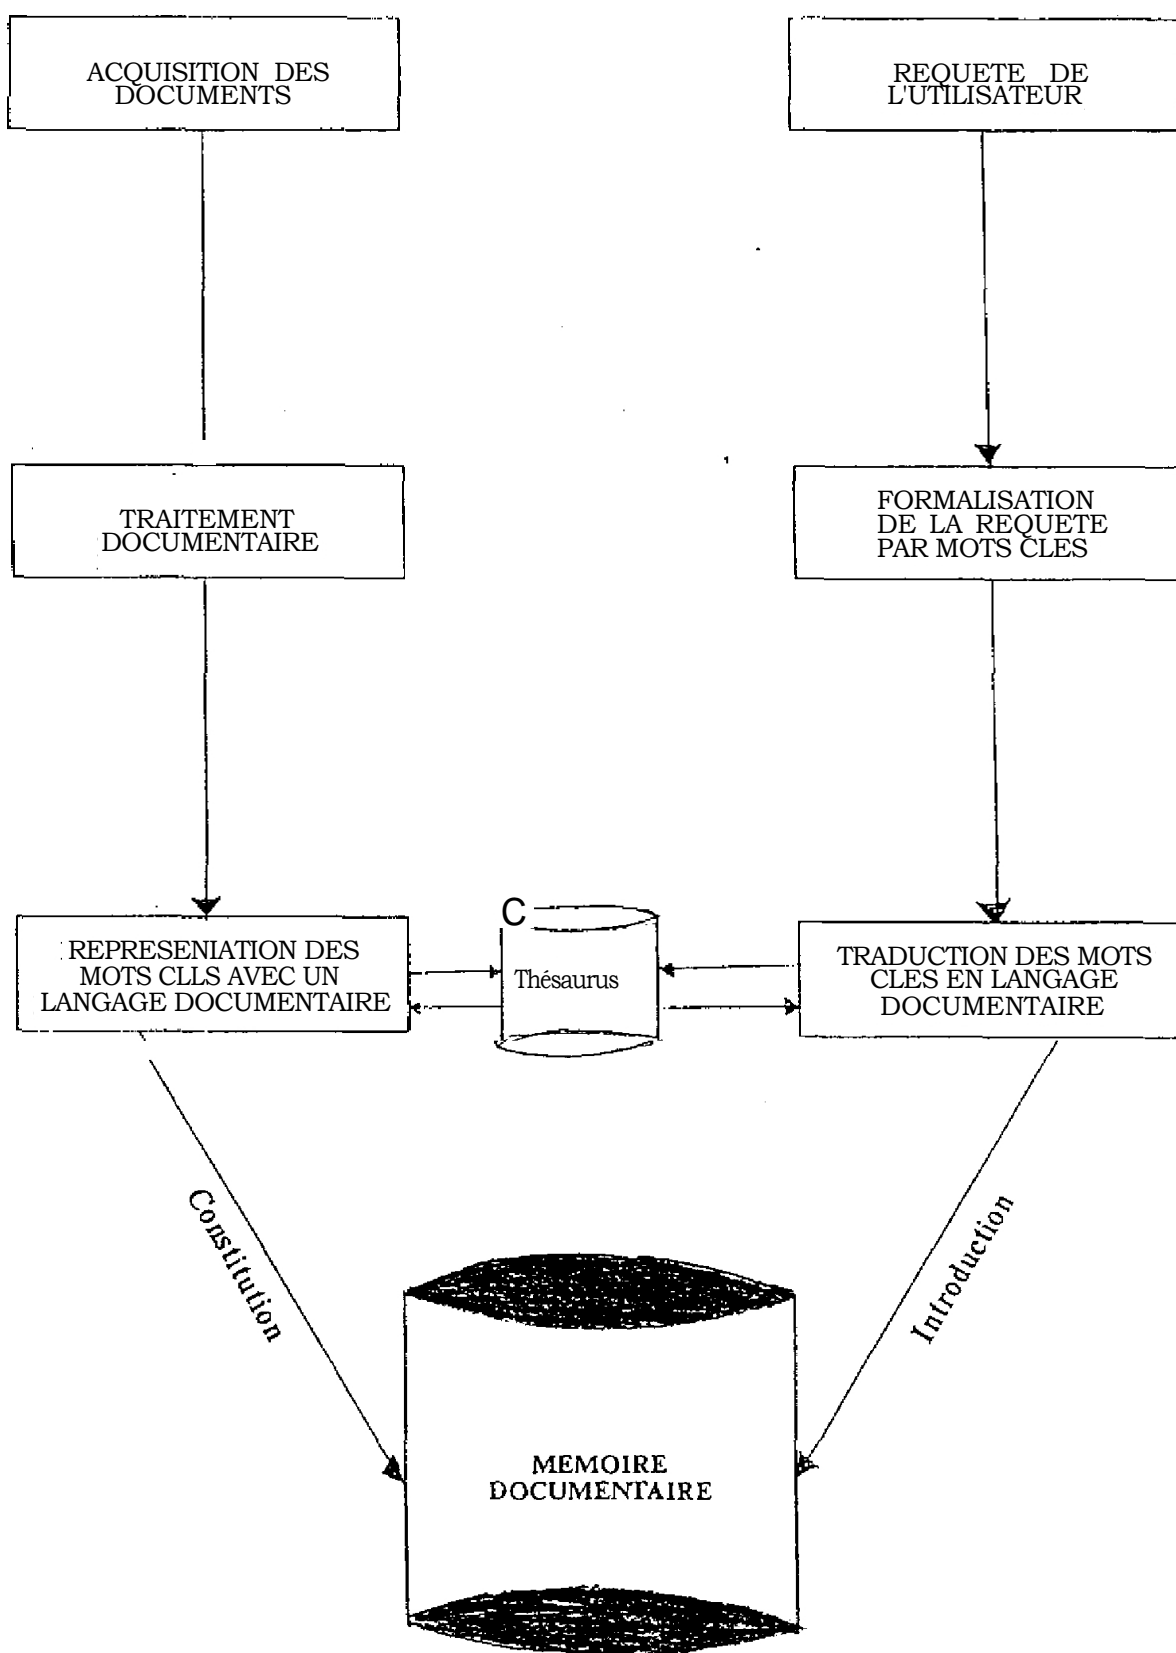 ACQUISITION DES
DOCUMENTS
REQUETE DE
L'UTILISATEUR
TRAITEMENT
DOCUMENTAIRE
FORMALISATION
DE LA REQUETE
PAR MOTS CLES
REPRESENIATION DES
MOTS CLLS AVEC UN
LANGAGE DOCUMENTAIRE
C
Thésaurus
TRADUCTION DES MOTS
CLES EN LANGAGE
DOCUMENTAIRE
Constitution
Introduction
MEMOIRE
DOCUMENTAIRE